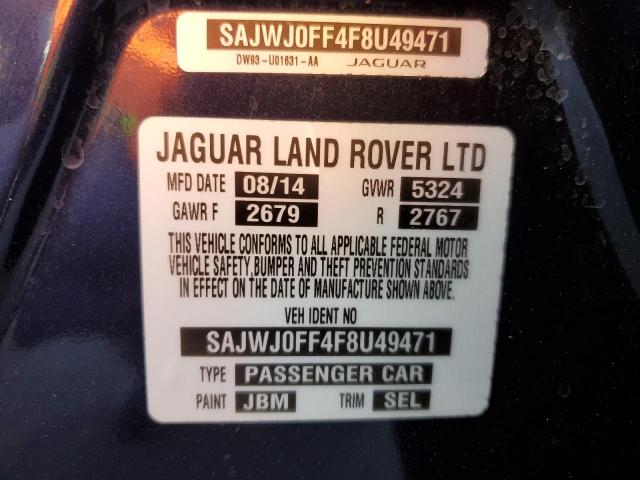 SAJWJ0FF4F8U49471
DW93-U01631-AA JAGUAR
JAGUAR LAND ROVER LTD
MFD DATE 08/14 GVWR 5324
GAWR F 2679 R 2767
THIS VEHICLE CONFORMS TO ALL APPLICABLE FEDERAL MOTOR
VEHICLE SAFETY,BUMPER AND THEFT PREVENTION STANDARDS
IN EFFECT ON THE DATE OF MANUFACTURE SHOWN ABOVE.
VEH IDENT NO
SAJWJ0FF4F8U49471
TYPE PASSENGER CAR
PAINT JBM TRIM SEL